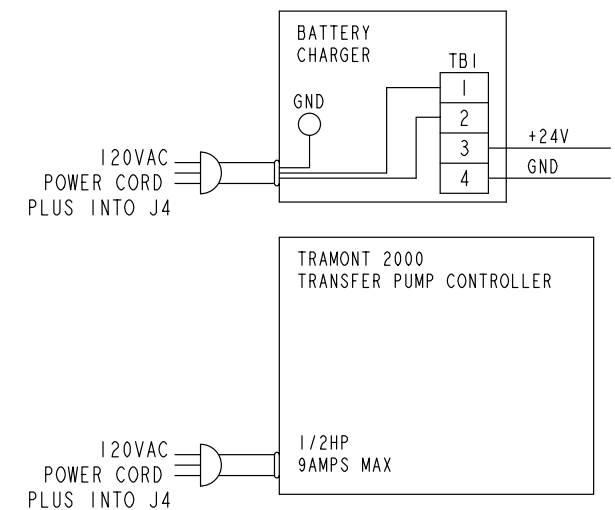 BATTERY
CHARGER
TB1
GND
1
2
3
4
+24V
GND
120VAC
POWER CORD
PLUS INTO J4
TRAMONT 2000
TRANSFER PUMP CONTROLLER
1/2HP
9AMPS MAX
120VAC
POWER CORD
PLUS INTO J4